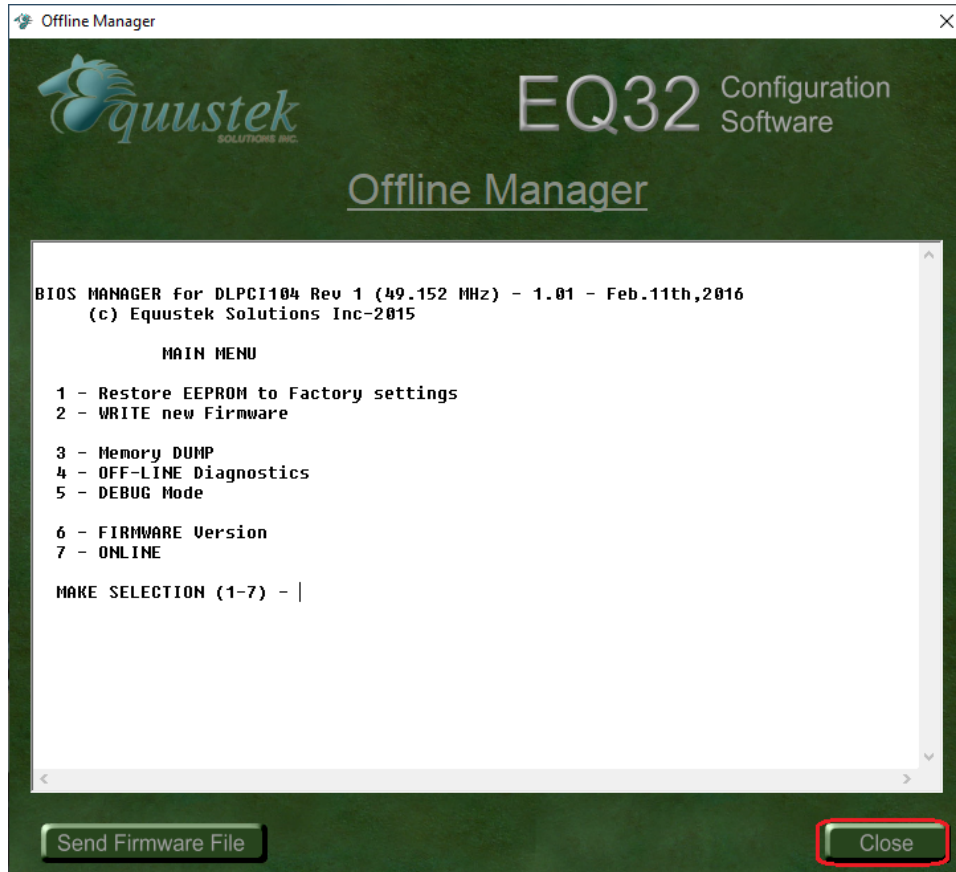 Offline Manager
Equustek
SOLUTIONS INC.
EQ32 Configuration
Software
Offline Manager
BIOS MANAGER for DLPCI104 Rev 1 (49.152 MHz) - 1.01 - Feb.11th,2016
(c) Equustek Solutions Inc-2015
MAIN MENU
1 - Restore EEPROM to Factory settings
2 - WRITE new Firmware
3 - Memory DUMP
4 - OFF-LINE Diagnostics
5 - DEBUG Mode
6 - FIRMWARE Version
7 - ONLINE
MAKE SELECTION (1-7) -
Send Firmware File
Close